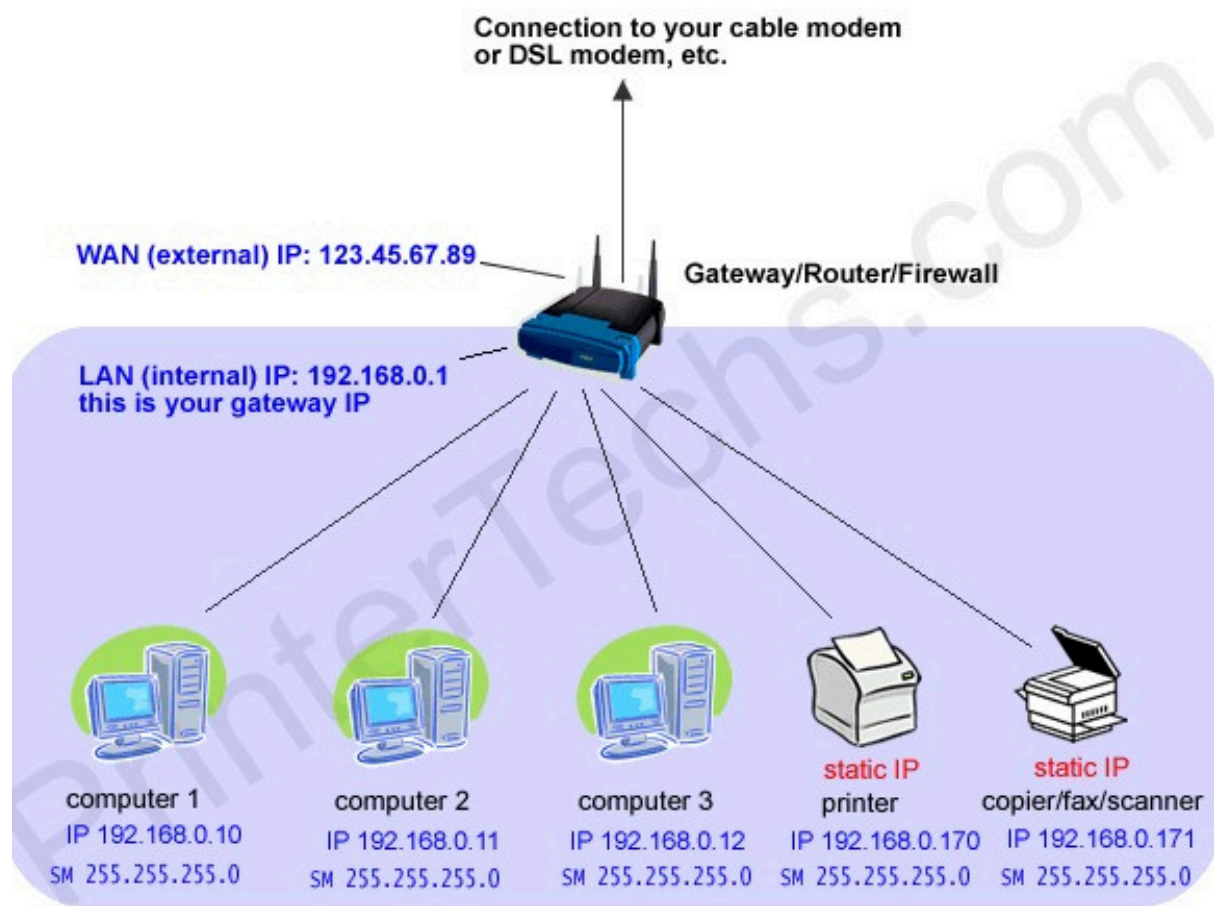 Connection to your cable modem
or DSL modem, etc.
WAN (external) IP: 123.45.67.89
Gateway/Router/Firewall
LAN (internal) IP: 192.168.0.1
this is your gateway IP
PrinterTechs.com
computer 1
IP 192.168.0.10
SM 255.255.255.0
computer 2
IP 192.168.0.11
SM 255.255.255.0
computer 3
IP 192.168.0.12
SM 255.255.255.0
static IP
printer
IP 192.168.0.170
SM 255.255.255.0
static IP
copier/fax/scanner
IP 192.168.0.171
SM 255.255.255.0